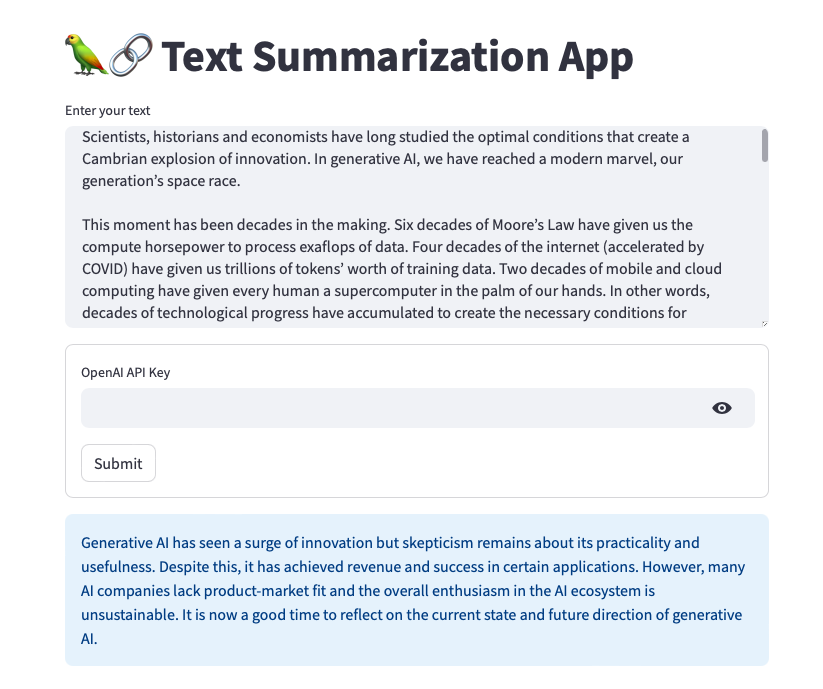 Text Summarization App
Enter your text
Scientists, historians and economists have long studied the optimal conditions that create a
Cambrian explosion of innovation. In generative AI, we have reached a modern marvel, our
generation’s space race.
This moment has been decades in the making. Six decades of Moore’s Law have given us the
compute horsepower to process exaflops of data. Four decades of the internet (accelerated by
COVID) have given us trillions of tokens’ worth of training data. Two decades of mobile and cloud
computing have given every human a supercomputer in the palm of our hands. In other words,
decades of technological progress have accumulated to create the necessary conditions for
OpenAI API Key
Submit
Generative AI has seen a surge of innovation but skepticism remains about its practicality and
usefulness. Despite this, it has achieved revenue and success in certain applications. However, many
AI companies lack product-market fit and the overall enthusiasm in the AI ecosystem is
unsustainable. It is now a good time to reflect on the current state and future direction of generative
AI.